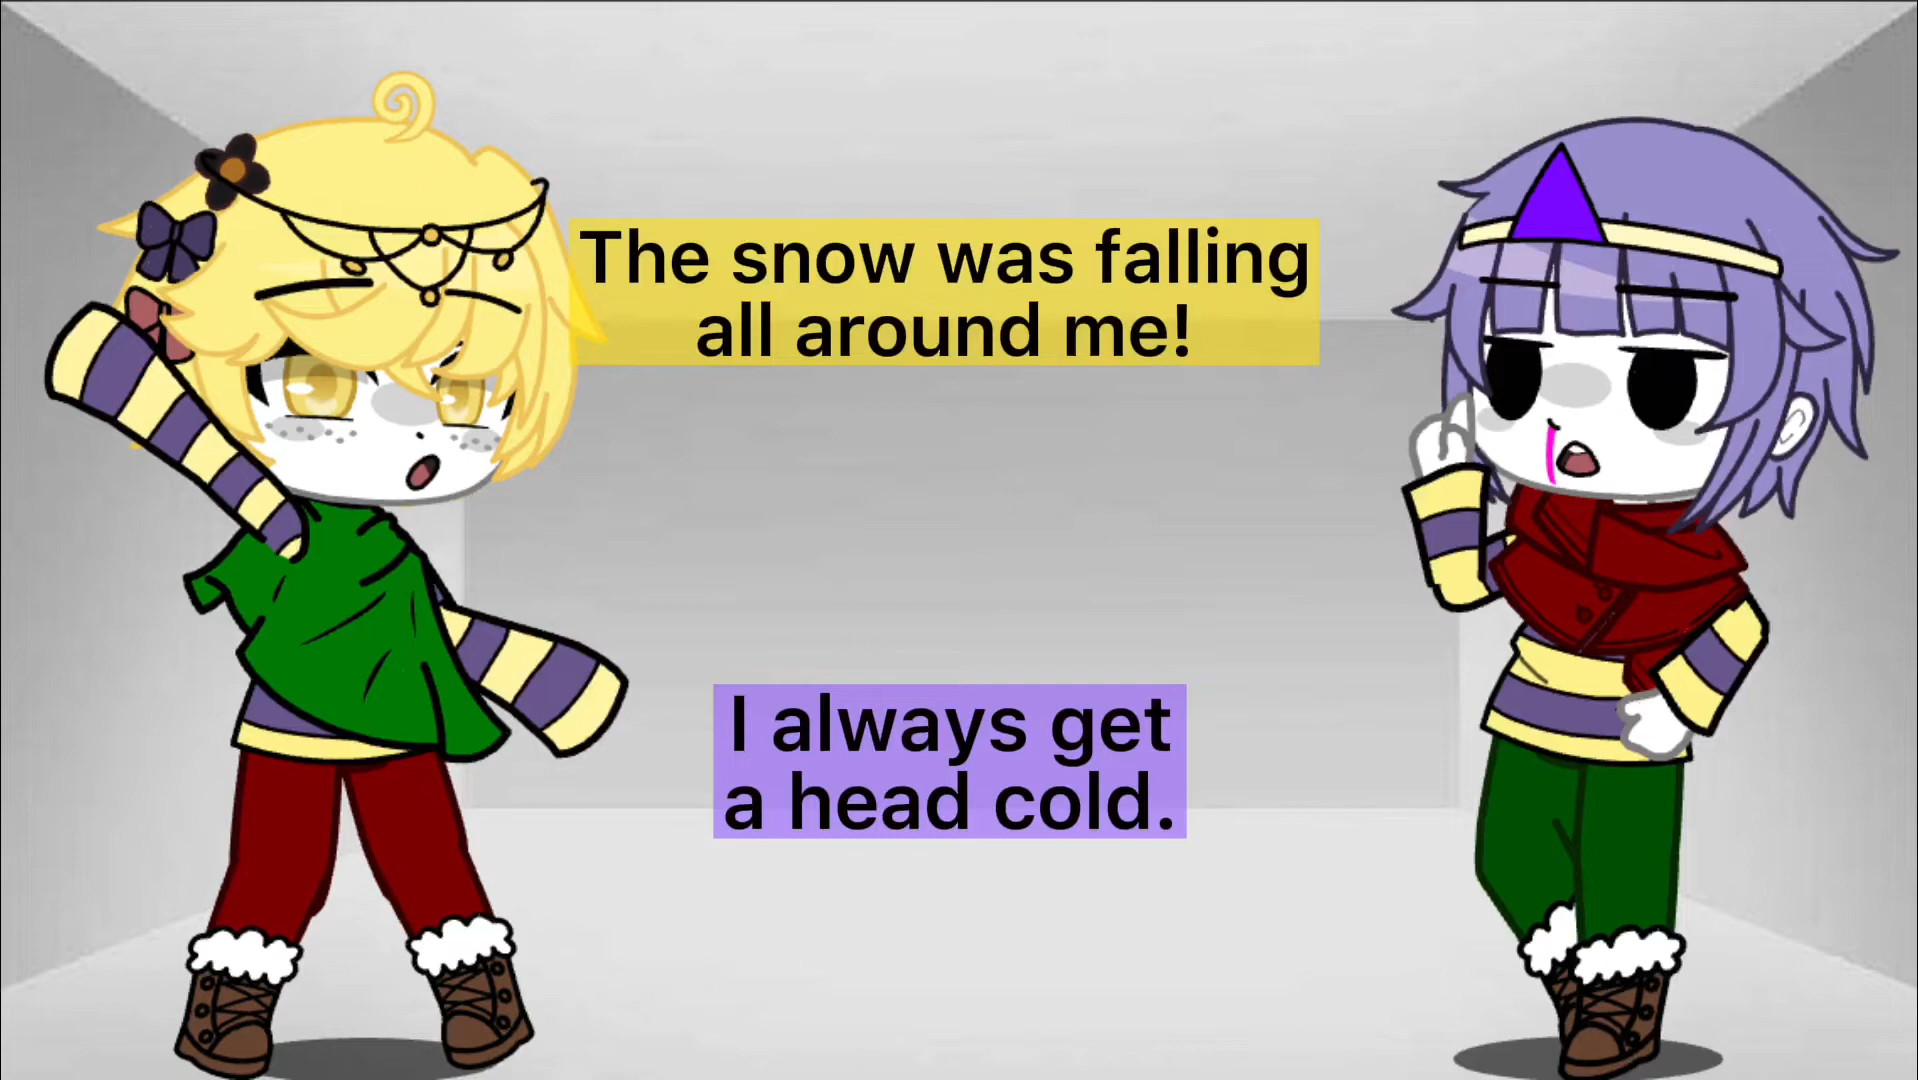 The snow was falling
all around me!
I always get
a head cold.